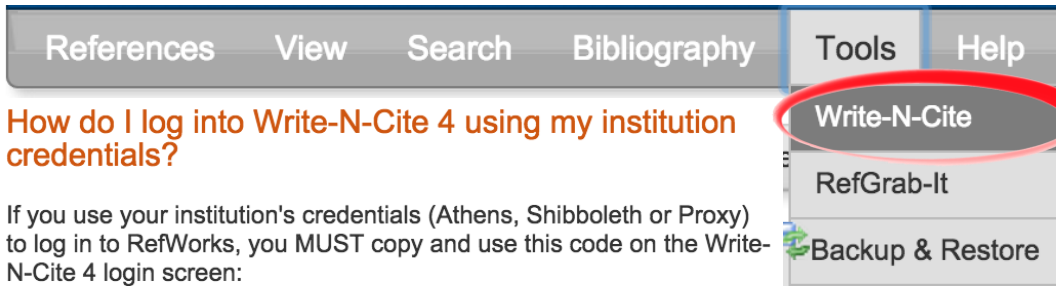 References View Search Bibliography Tools Help
How do I log into Write-N-Cite 4 using my institution
credentials?
If you use your institution's credentials (Athens, Shibboleth or Proxy)
to log in to RefWorks, you MUST copy and use this code on the Write-
N-Cite 4 login screen:
Write-N-Cite
RefGrab-It
Backup & Restore